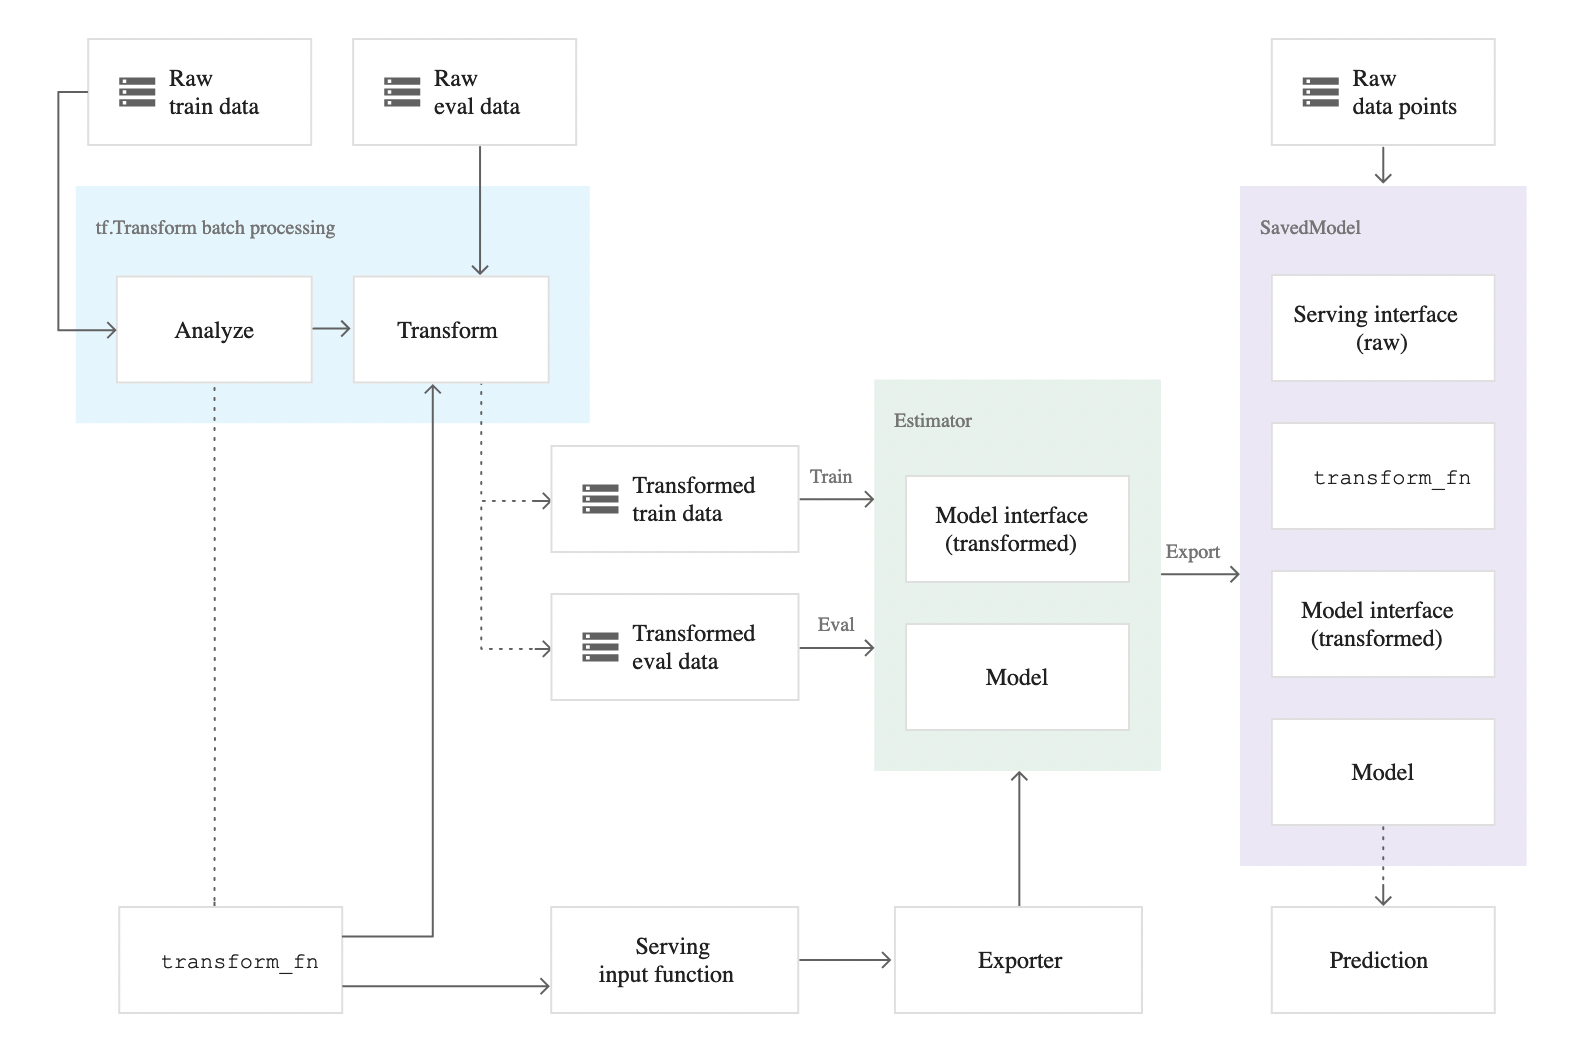 Raw
train data
Raw
eval data
Raw
data points
tf.Transform batch processing
Analyze
Transform
Transformed
train data
Transformed
eval data
Train
Eval
Estimator
Model interface
(transformed)
Model
Export
SavedModel
Serving interface
(raw)
transform_fn
Model interface
(transformed)
Model
transform_fn
Serving
input function
Exporter
Prediction